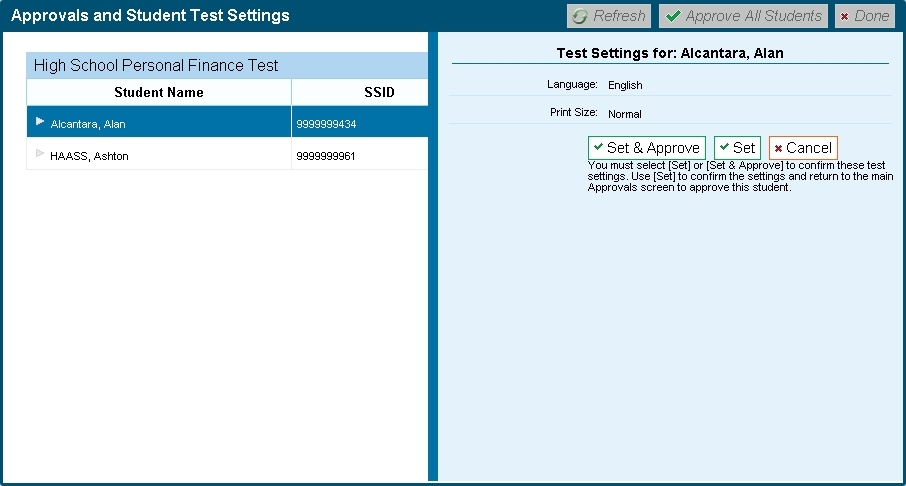 Approvals and Student Test Settings
Refresh
Approve All Students
Done
High School Personal Finance Test
Student Name SSID
Alcantara, Alan 9999999434
HAASS, Ashton 9999999961
Test Settings for: Alcantara, Alan
Language: English
Print Size: Normal
Set & Approve Set Cancel
You must select [Set] or [Set & Approve] to confirm these test
settings. Use [Set] to confirm the settings and return to the main
Approvals screen to approve this student.